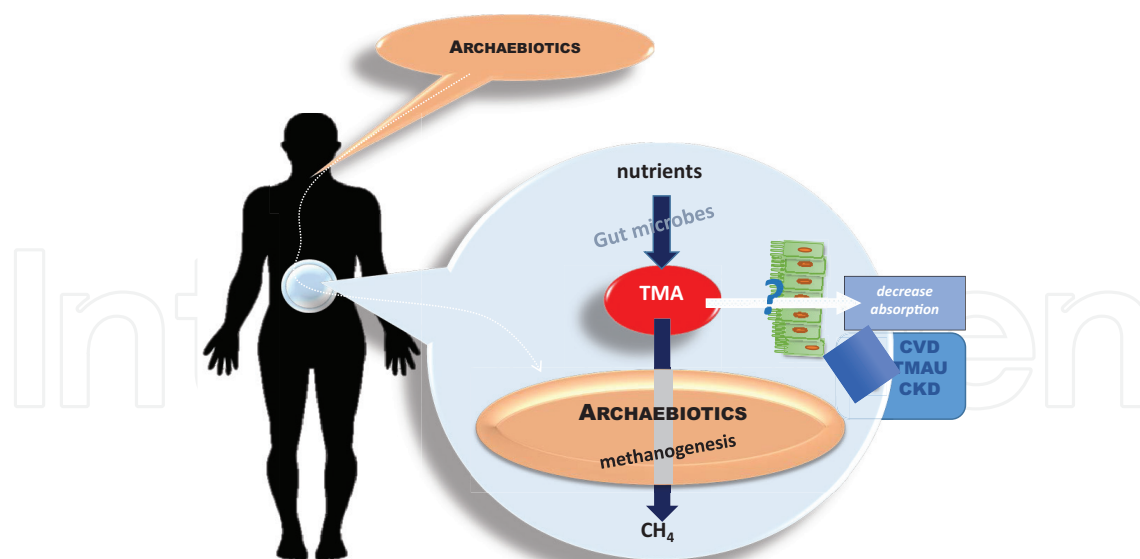 ARCHAEBIOTICS
nutrients
Gut microbes
TMA
?
decrease
absorption
CVD
TMAU
CKD
ARCHAEBIOTICS
methanogenesis
CH₄